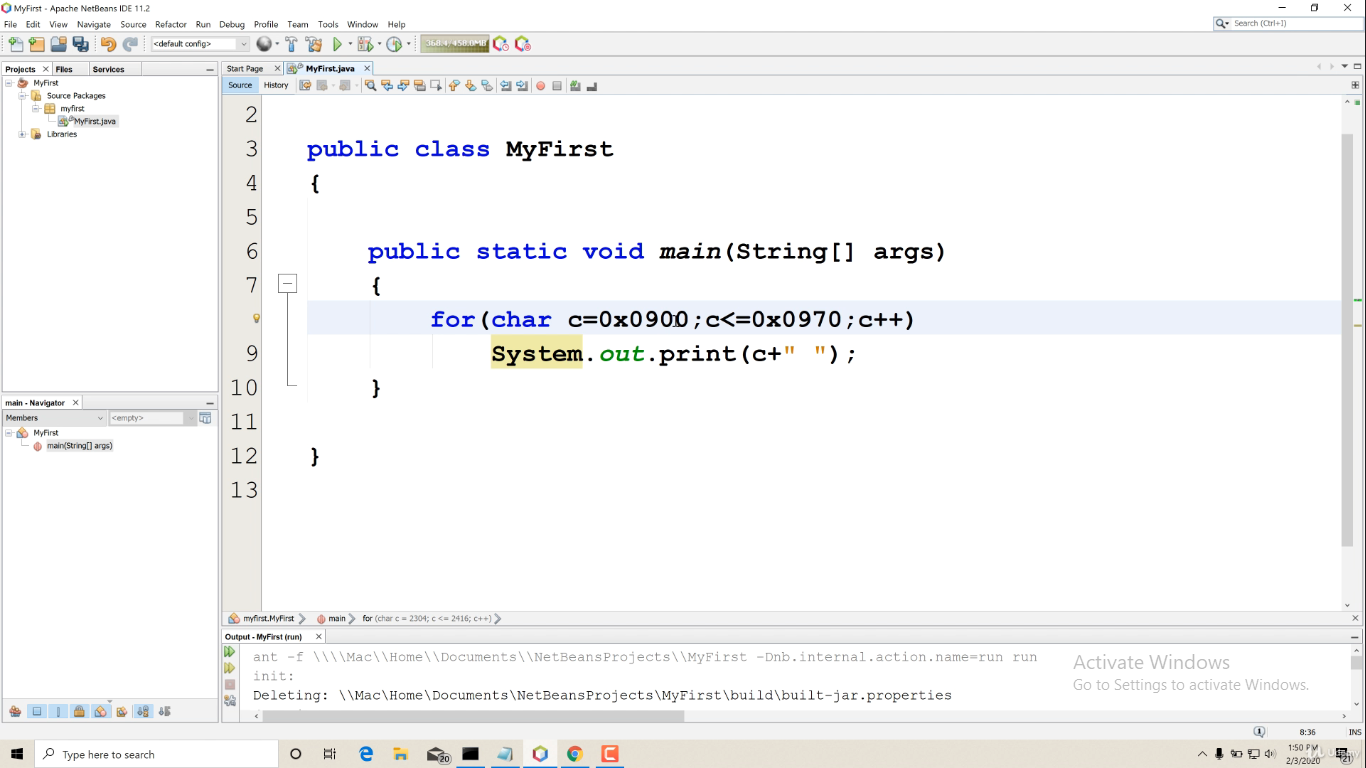 MyFirst - Apache NetBeans IDE 11.2
File Edit View Navigate Source Refactor Run Debug Profile Team Tools Window Help
Search (Ctrl+I)
<default config>
368.4/458.0MB
Projects Files Services
Start Page MyFirst.java
MyFirst
Source History
Source Packages
myfirst
MyFirst.java
Libraries
2
3 public class MyFirst
4 {
5
6 public static void main(String[] args)
7 {
for(char c=0x0900;c<=0x0970;c++)
9 System.out.print(c+" ");
10 }
11
12 }
13
main - Navigator
Members <empty>
MyFirst
main(String[] args)
myfirst.MyFirst main for (char c = 2304; c <= 2416; c++)
Output - MyFirst (run)
ant -f \\\\Mac\\Home\\Documents\\NetBeansProjects\\MyFirst -Dnb.internal.action.name=run run
init:
Deleting: \\Mac\Home\Documents\NetBeansProjects\MyFirst\build\built-jar.properties
Activate Windows
Go to Settings to activate Windows.
8:36 INS
Type here to search
20
1:50 PM
2/3/2020
21